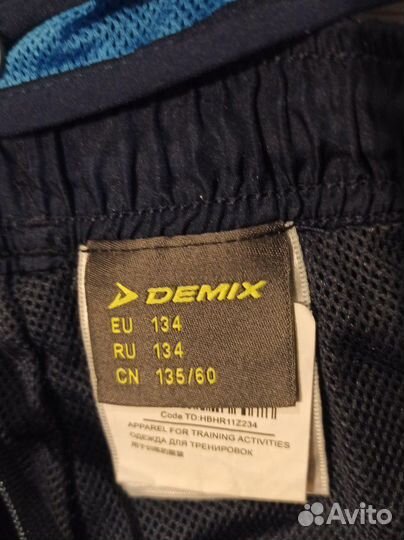 DEMIX
EU 134
RU 134
CN 135/60
Code TD:HBHR11Z234
APPAREL FOR TRAINING ACTIVITIES
ОДЕЖДА ДЛЯ ТРЕНИРОВОК
Avito